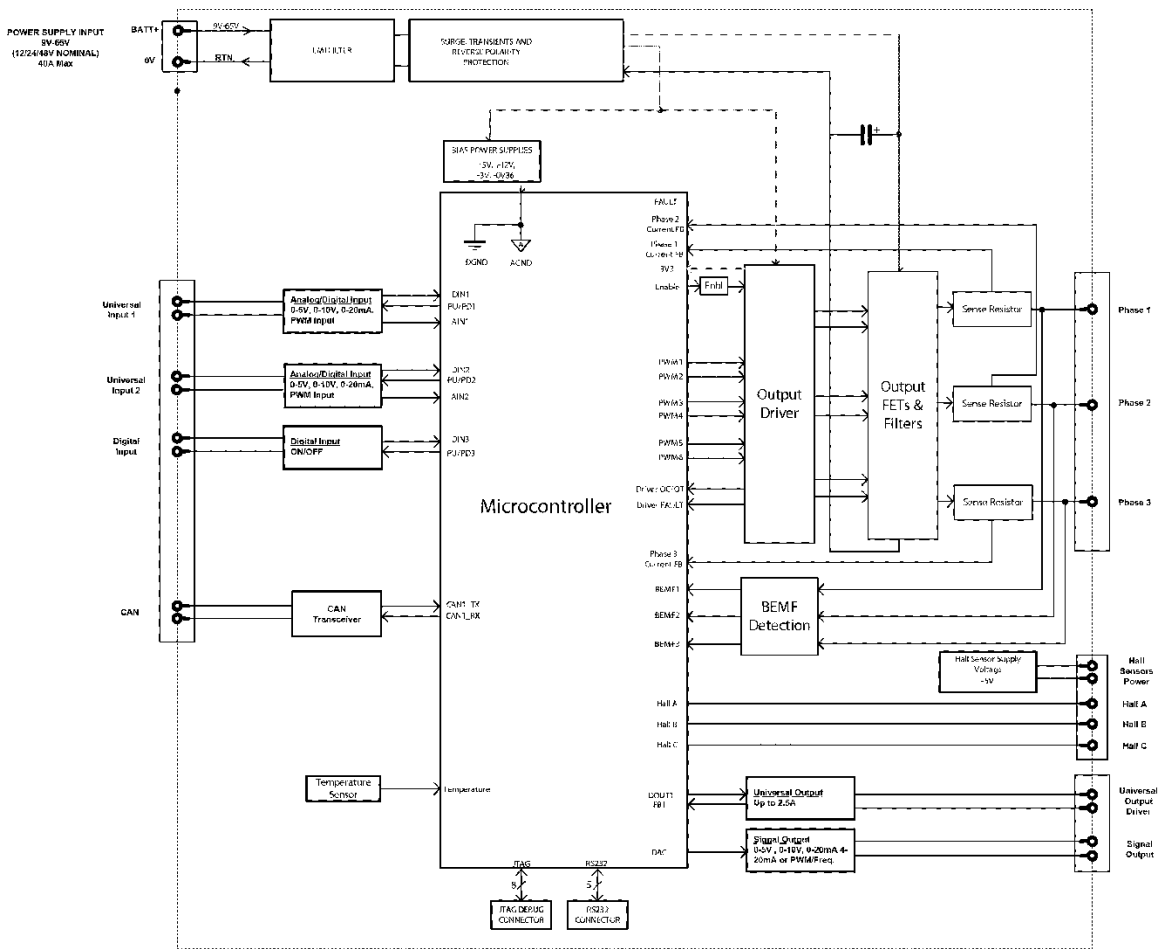 POWER SUPPLY INPUT
9V-65V
(12/24/48V NOMINAL)
40A Max
BATT+
0V
9V-65V
RTN
EMI FILTER
SURGE, TRANSIENTS AND
REVERSE POLARITY
PROTECTION
BIAS POWER SUPPLIES
+
FAULT
Phase 2
Current FB
Phase 1
Current FB
3V3
Enable
Enbl
A
AGND
Universal
Input 1
Analog/Digital Input
0-5V, 0-10V, 0-20mA,
PWM Input
DIN1
PU/PD1
AIN1
Universal
Input 2
Analog/Digital Input
0-5V, 0-10V, 0-20mA,
PWM Input
DIN2
PU/PD2
AIN2
Digital
Input
Digital Input
ON/OFF
DIN3
PU/PD3
Microcontroller
PWM1
PWM2
PWM3
PWM4
PWM5
PWM6
Driver OC/OT
Driver FAULT
Output
Driver
Output
FETs &
Filters
Sense Resistor
Sense Resistor
Sense Resistor
Phase 1
Phase 2
Phase 3
Phase 3
Current FB
BEMF1
BEMF2
BEMF3
BEMF
Detection
CAN
CAN
Transceiver
CAN1_TX
CAN1_RX
Hall Sensor Supply
Voltage
Hall
Sensors
Power
Hall A
Hall B
Hall C
Hall A
Hall B
Hall C
Temperature
Sensor
Temperature
DOUT1
FB1
Universal Output
Up to 2.5A
Universal
Output
Driver
DAC
Signal Output
0-5V, 0-10V, 0-20mA 4-
20mA or PWM/Freq.
Signal
Output
JTAG
RS232
8
5
JTAG DEBUG
CONNECTOR
RS232
CONNECTOR